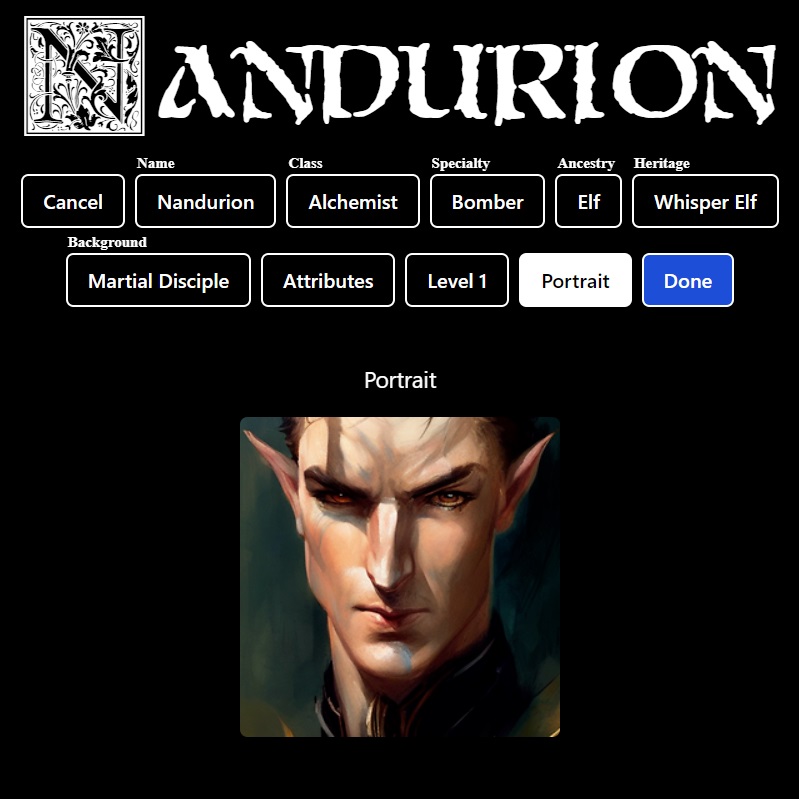 NANDURION
Name Class Specialty Ancestry Heritage
Cancel Nandurion Alchemist Bomber Elf Whisper Elf
Background
Martial Disciple Attributes Level 1 Portrait Done
Portrait